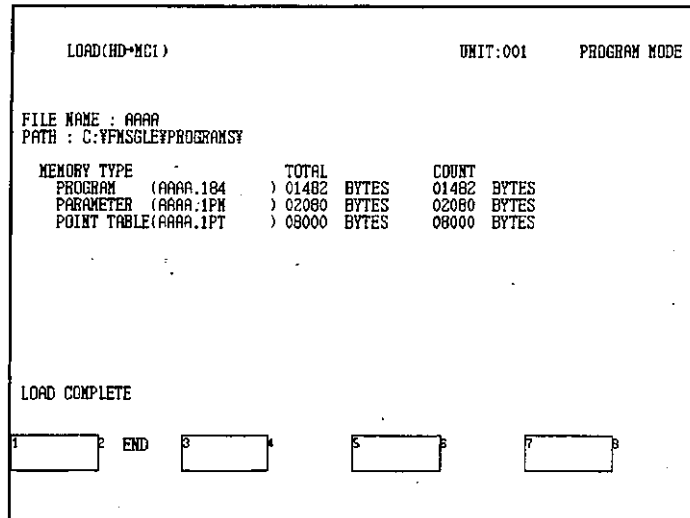 LOAD(HD→MC1) UNIT:001 PROGRAM MODE
FILE NAME : AAAA
PATH : C:¥FMSGLE¥PROGRAMS¥
MEMORY TYPE TOTAL COUNT
PROGRAM (AAAA.184 ) 01482 BYTES 01482 BYTES
PARAMETER (AAAA.1PM ) 02080 BYTES 02080 BYTES
POINT TABLE(AAAA.1PT ) 08000 BYTES 08000 BYTES
LOAD COMPLETE
1 2 END 3 4 5 6 7 8